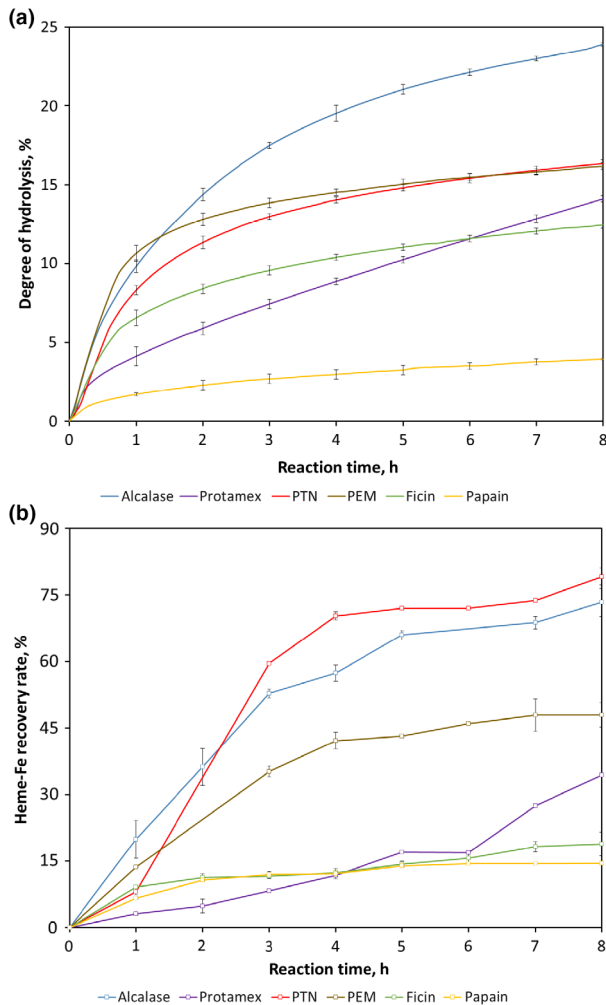 (a)
25
20
15
10
5
0
Degree of hydrolysis, %
0 1 2 3 4 5 6 7 8
Reaction time, h
Alcalase Protamex PTN PEM Ficin Papain
(b)
90
75
60
45
30
15
0
Heme-Fe recovery rate, %
0 1 2 3 4 5 6 7 8
Reaction time, h
Alcalase Protamex PTN PEM Ficin Papain